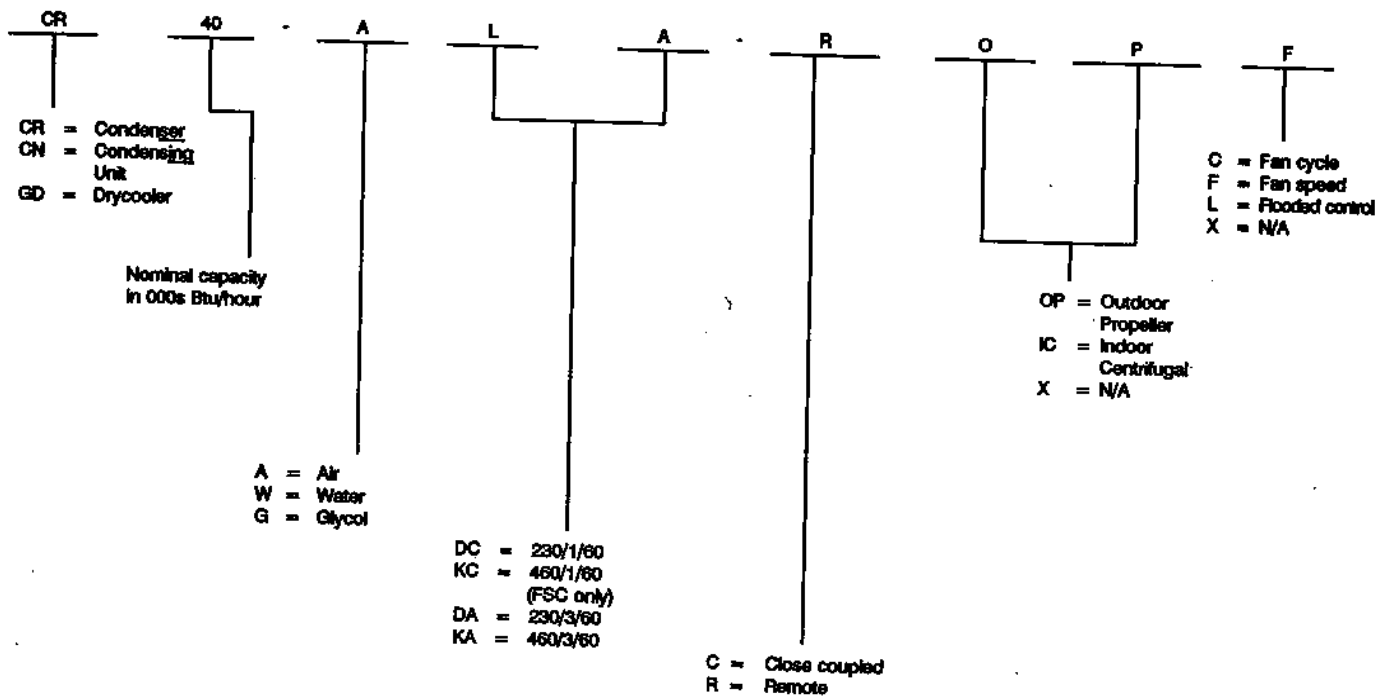 CR 40 - A L A - R O P F
CR = Condenser
CN = Condensing
Unit
GD = Drycooler
Nominal capacity
in 000s Btu/hour
A = Air
W = Water
G = Glycol
DC = 230/1/60
KC = 460/1/60
(FSC only)
DA = 230/3/60
KA = 460/3/60
C = Close coupled
R = Remote
OP = Outdoor
Propeller
IC = Indoor
Centrifugal
X = N/A
C = Fan cycle
F = Fan speed
L = Flooded control
X = N/A